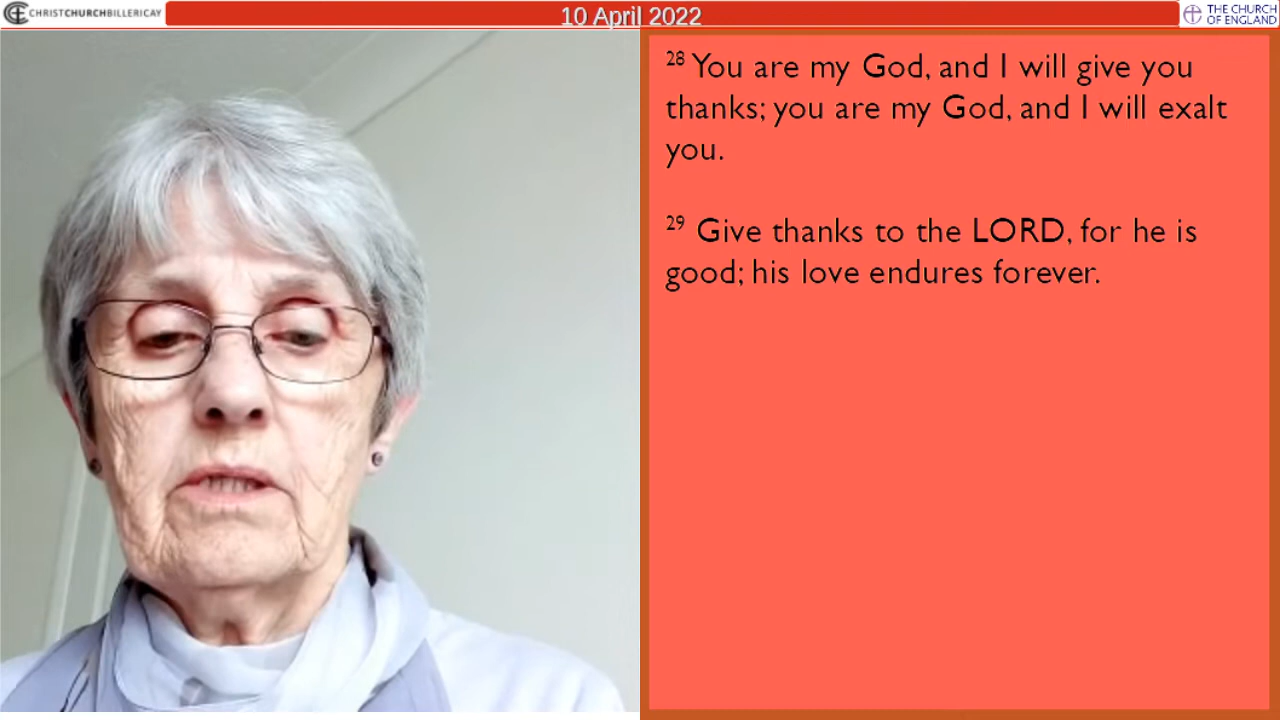 CHRISTCHURCHBILLERICAY
10 April 2022
THE CHURCH
OF ENGLAND
28 You are my God, and I will give you
thanks; you are my God, and I will exalt
you.
29 Give thanks to the LORD, for he is
good; his love endures forever.